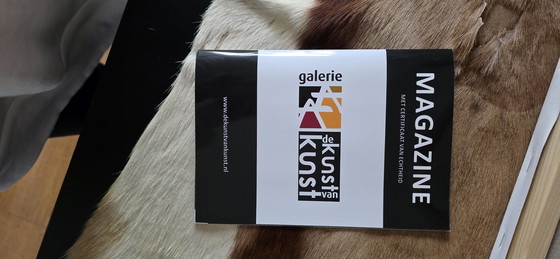 MAGAZINE
MET CERTIFICAAT VAN ECHTHEID
galerie
de
kunst
van
kunst
www.dekunstvankunst.nl